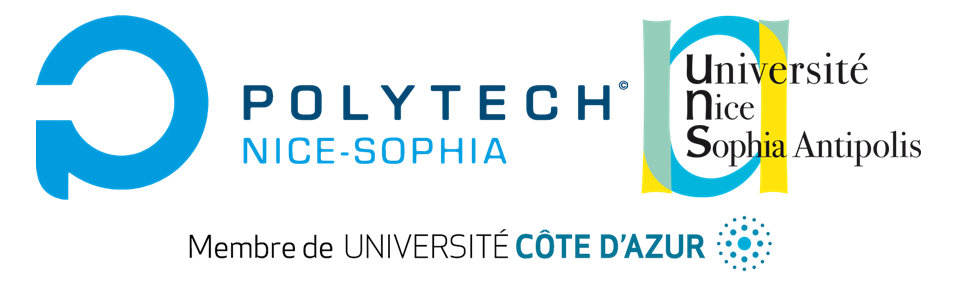 POLYTECH©
NICE-SOPHIA
université
nice
Sophia Antipolis
Membre de UNIVERSITÉ CÔTE D'AZUR